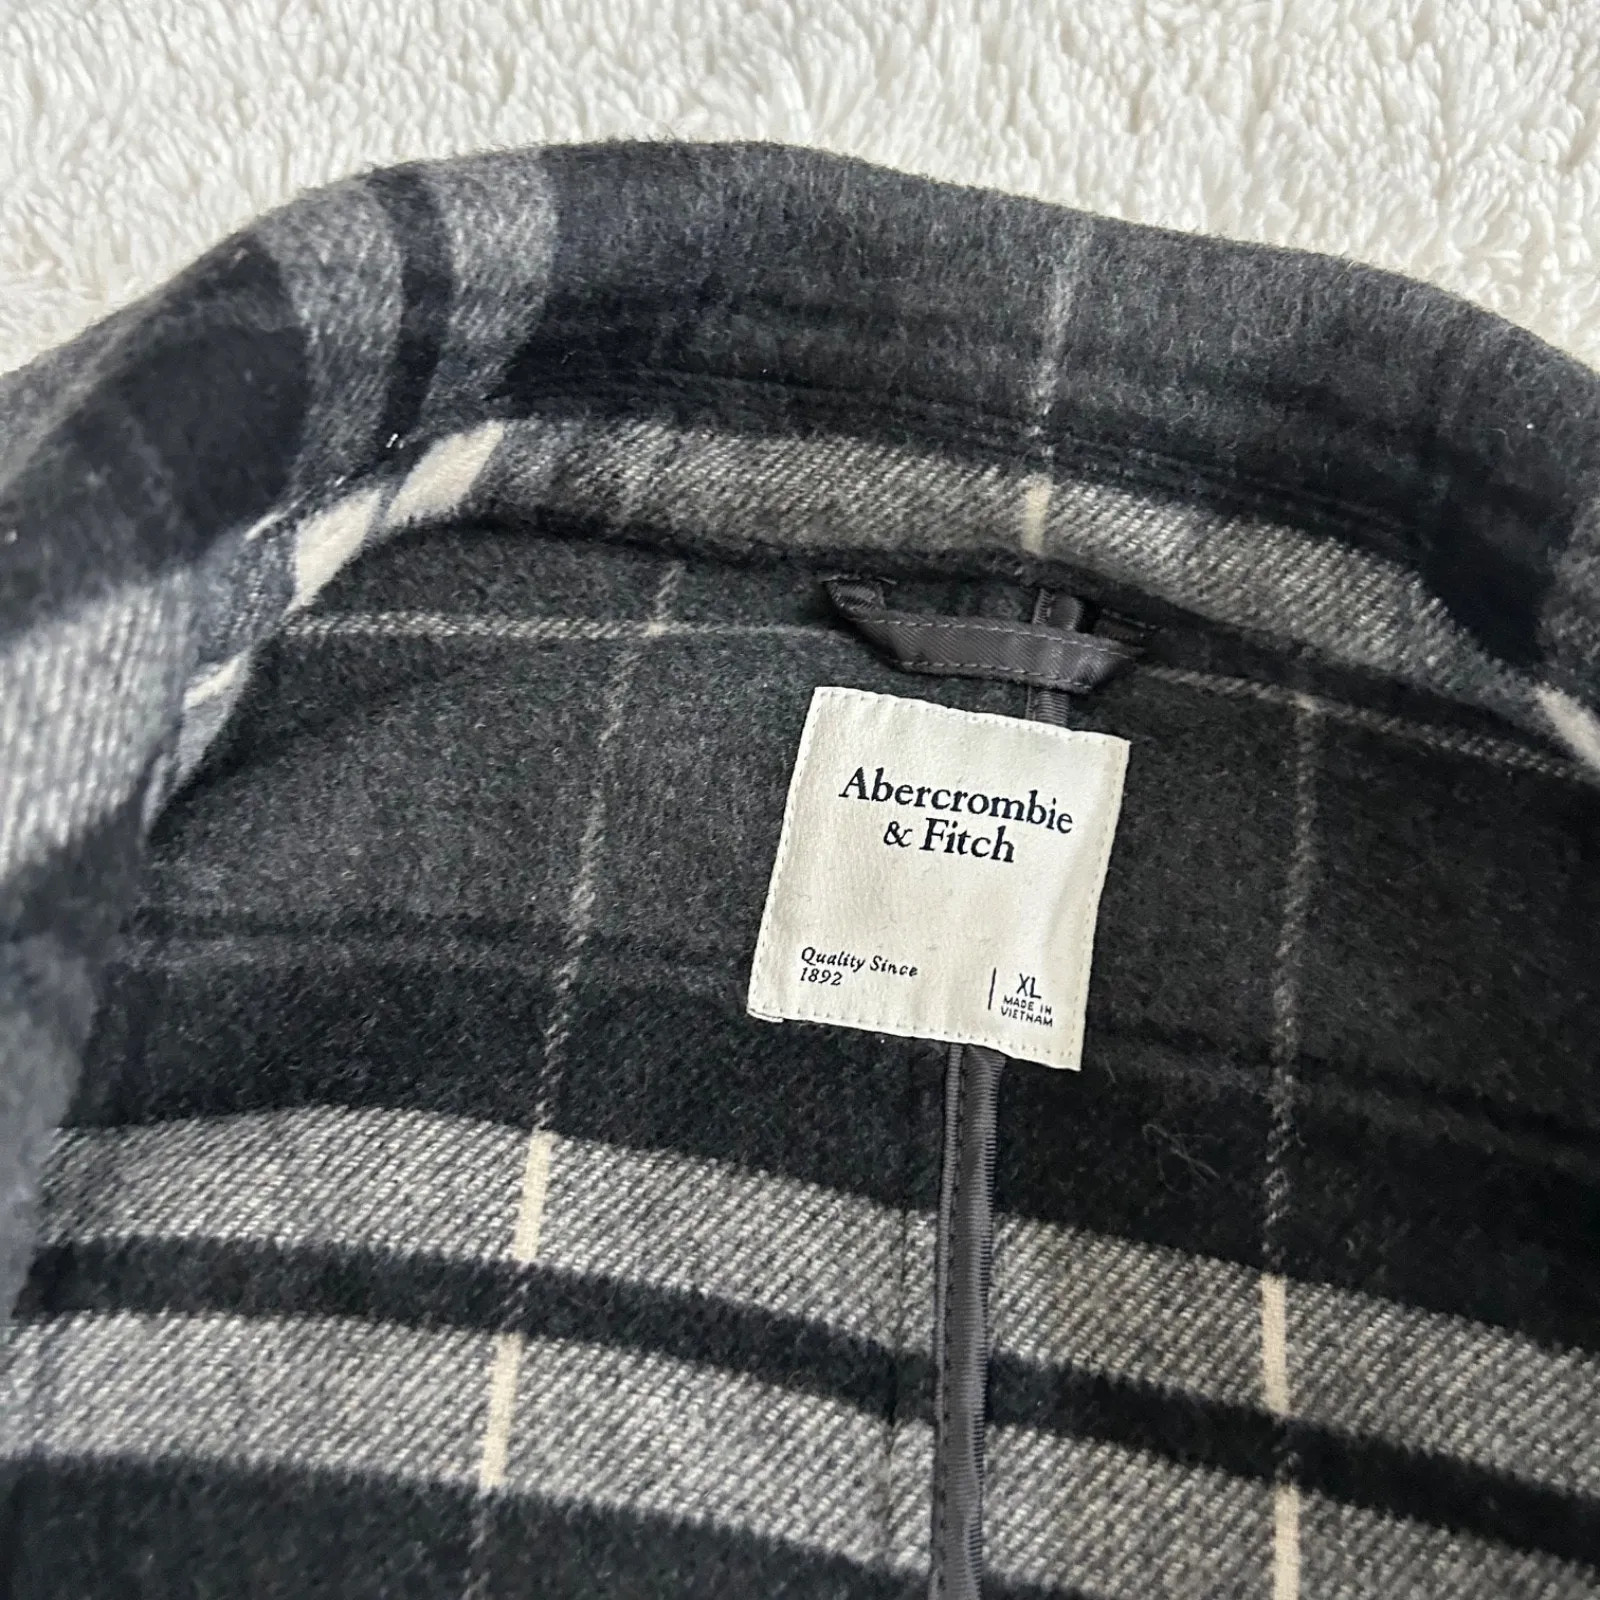 Abercrombie
& Fitch
Quality Since
1892
XL
MADE IN
VIETNAM